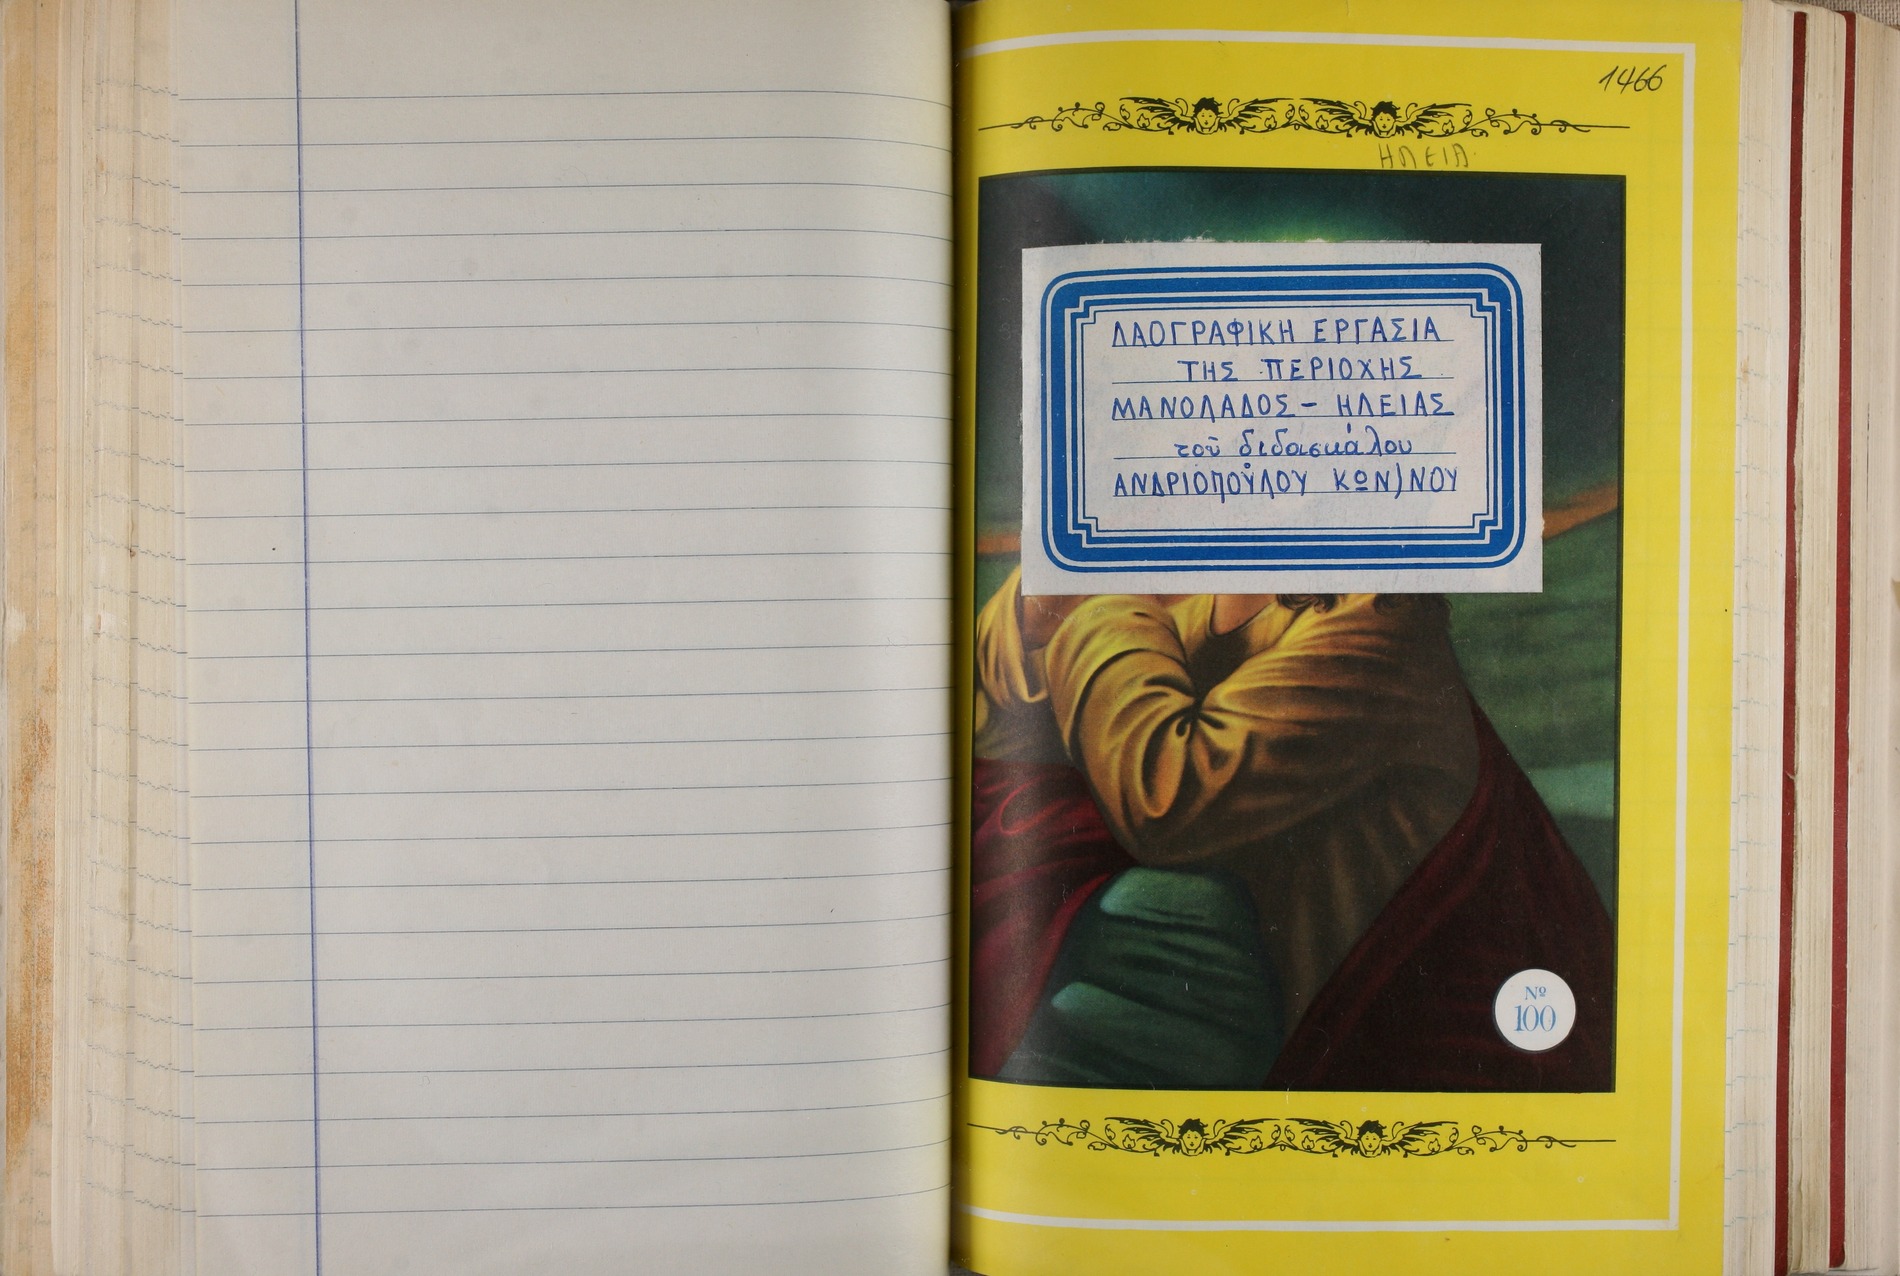 1466
ΗΛΕΙΑ
ΛΑΟΓΡΑΦΙΚΗ ΕΡΓΑΣΙΑ
ΤΗΣ ΠΕΡΙΟΧΗΣ
ΜΑΝΟΛΑΔΟΣ - ΗΛΕΙΑΣ
τοῦ διδασκάλου
ΑΝΔΡΙΟΠΟΥΛΟΥ ΚΩΝ)ΝΟΥ
Nº
100